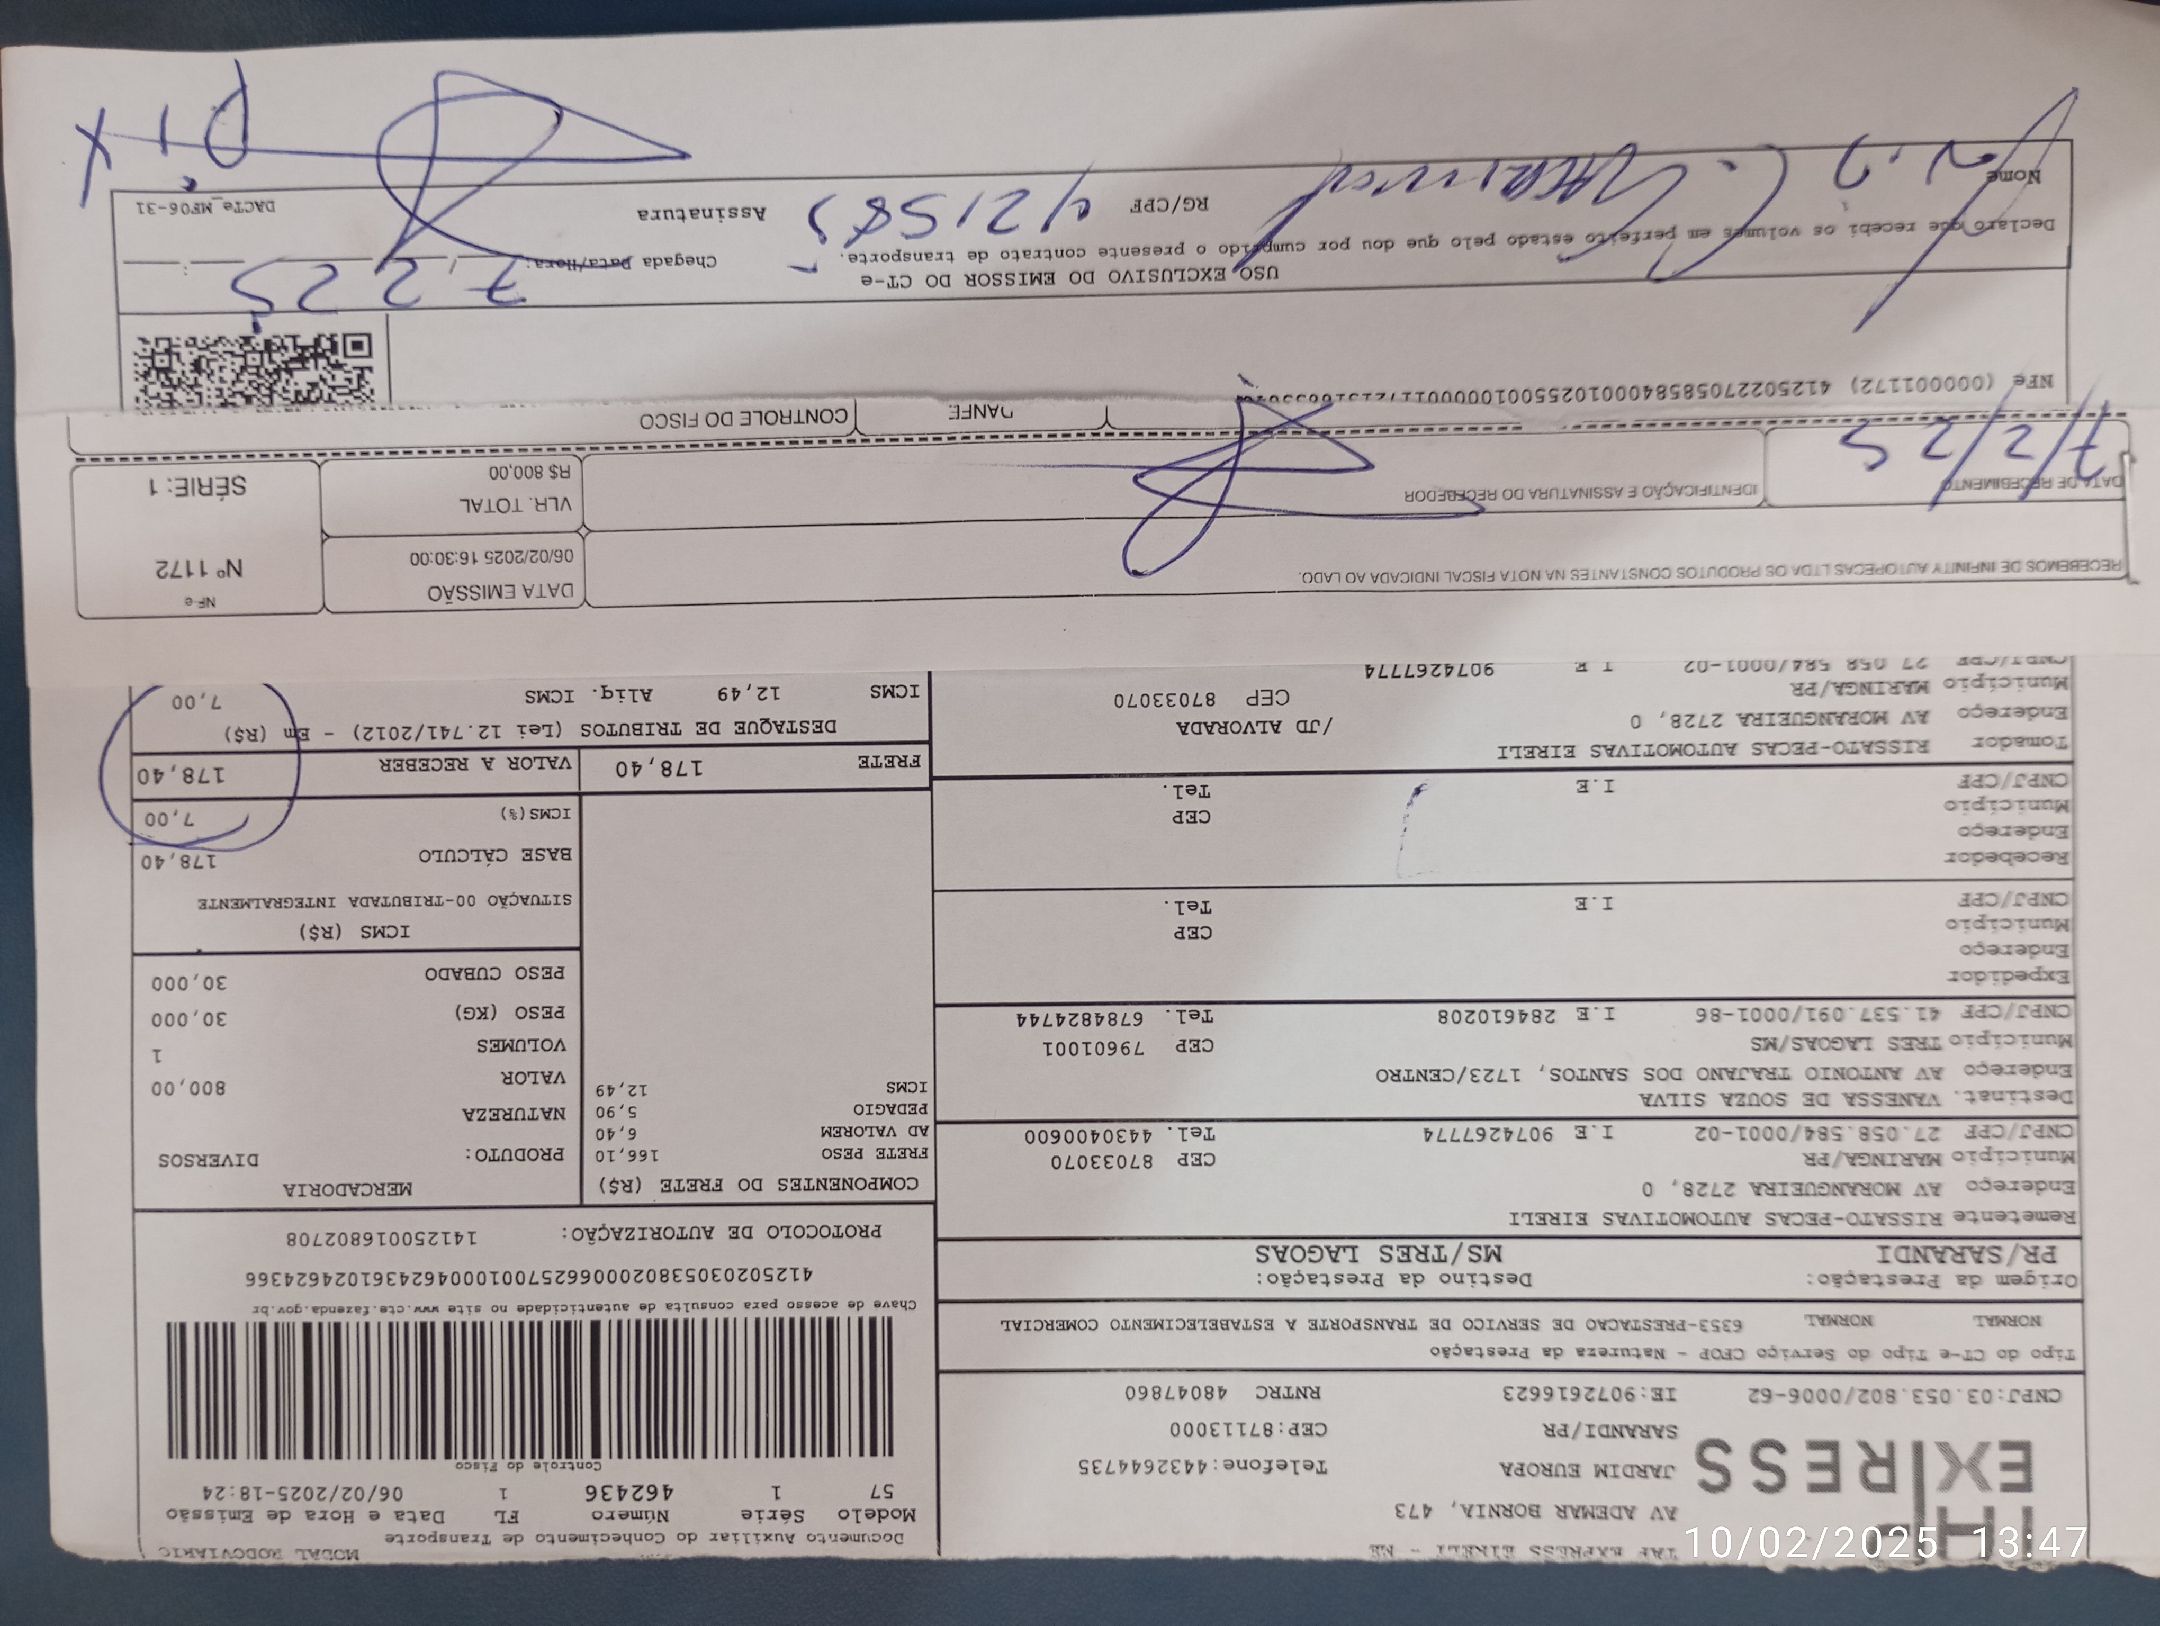 MODAL RODOVIARIO
Documento Auxiliar do Conhecimento de Transporte
Modelo Série Número FL Data e Hora de Emissão
57 1 462436 1 06/02/2025-18:24
Controle do Fisco
EXPRESS
EXPRESS EIRELI - ME
AV ADEMAR BORNIA, 473
JARDIM EUROPA Telefone:4432644735
SARANDI/PR CEP:87113000
CNPJ:03.053.802/0006-62 IE:9072616623 RNTRC 48047860
Tipo do CT-e Tipo do Serviço CFOP - Natureza da Prestação
NORMAL NORMAL 6353-PRESTACAO DE SERVICO DE TRANSPORTE A ESTABELECIMENTO COMERCIAL
Chave de acesso para consulta de autenticidade no site www.cte.fazenda.gov.br
41250203053802000662570010004624361024624366
PROTOCOLO DE AUTORIZAÇÃO: 141250016802708
Origem da Prestação: Destino da Prestação:
PR/SARANDI MS/TRES LAGOAS
Remetente RISSATO-PECAS AUTOMOTIVAS EIRELI
Endereço AV MORANGUEIRA 2728, 0
Município MARINGA/PR CEP 87033070
CNPJ/CPF 27.058.584/0001-02 I.E 9074267774 Tel. 4430400600
Destinat. VANESSA DE SOUZA SILVA
Endereço AV ANTONIO TRAJANO DOS SANTOS, 1723/CENTRO
Município TRES LAGOAS/MS CEP 79601001
CNPJ/CPF 41.537.091/0001-86 I.E 284610208 Tel. 6784824744
Expedidor
Endereço
Município CEP
CNPJ/CPF I.E Tel.
Recebedor
Endereço
Município CEP
CNPJ/CPF I.E Tel.
Tomador RISSATO-PECAS AUTOMOTIVAS EIRELI
Endereço AV MORANGUEIRA 2728, 0 /JD ALVORADA
Município MARINGA/PR CEP 87033070
CNPJ/CPF 27.058.584/0001-02 I.E 9074267774
COMPONENTES DO FRETE (R$)
FRETE PESO 166,10
AD VALOREM 6,40
PEDAGIO 5,90
ICMS 12,49
MERCADORIA
PRODUTO: DIVERSOS
NATUREZA
VALOR 800,00
VOLUMES 1
PESO (KG) 30,000
PESO CUBADO 30,000
ICMS (R$)
SITUAÇÃO 00-TRIBUTADA INTEGRALMENTE
BASE CÁLCULO 178,40
ICMS(%) 7,00
FRETE 178,40 VALOR A RECEBER 178,40
DESTAQUE DE TRIBUTOS (Lei 12.741/2012) - Em (R$)
ICMS 12,49 Aliq. ICMS 7,00
RECEBEMOS DE INFINITY AUTOPECAS LTDA OS PRODUTOS CONSTANTES NA NOTA FISCAL INDICADA AO LADO.
DATA EMISSÃO
06/02/2025 16:30:00
NF-e
Nº 1172
SÉRIE: 1
DATA DE RECEBIMENTO
7/2/25
IDENTIFICAÇÃO E ASSINATURA DO RECEBEDOR
VLR. TOTAL
R$ 800,00
DANFE
CONTROLE DO FISCO
NFe (000001172)
USO EXCLUSIVO DO EMISSOR DO CT-e
Declaro que recebi os volumes em perfeito estado pelo que dou por cumprido o presente contrato de transporte.
Chegada Data/Hora: 7 2 25
Nome
RG/CPF 421585
Assinatura
DACTe_MF06-31
PIX
10/02/2025 13:47